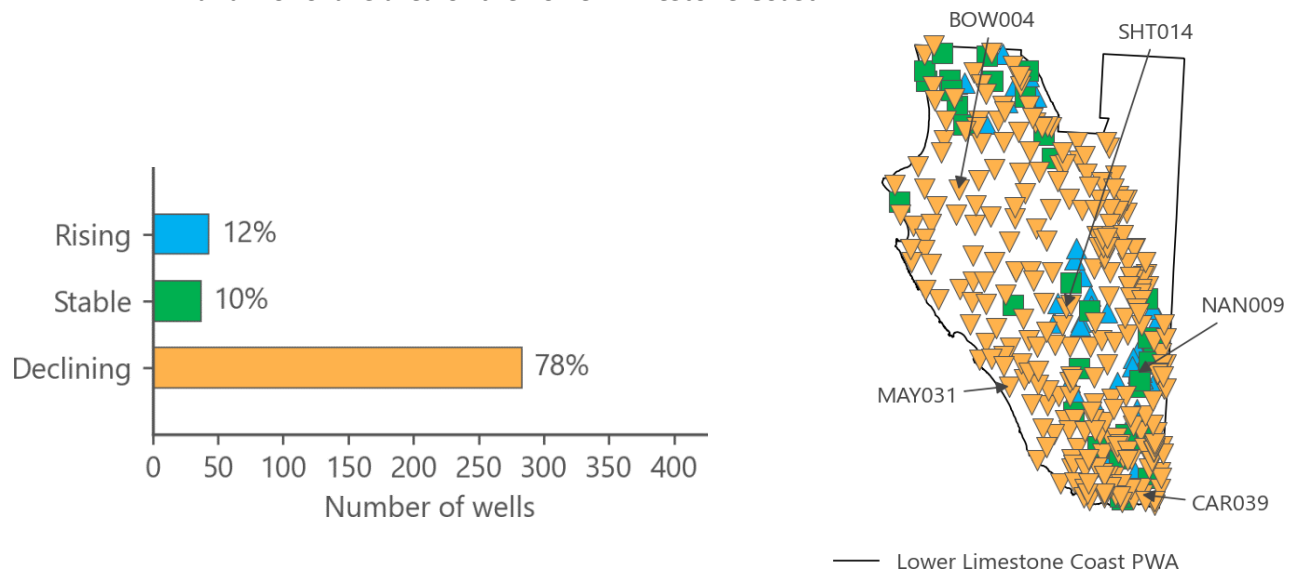 BOW004
SHT014
Rising
12%
Stable
10%
Declining
78%
NAN009
MAY031
CAR039
0 50 100 150 200 250 300 350 400
Number of wells
Lower Limestone Coast PWA